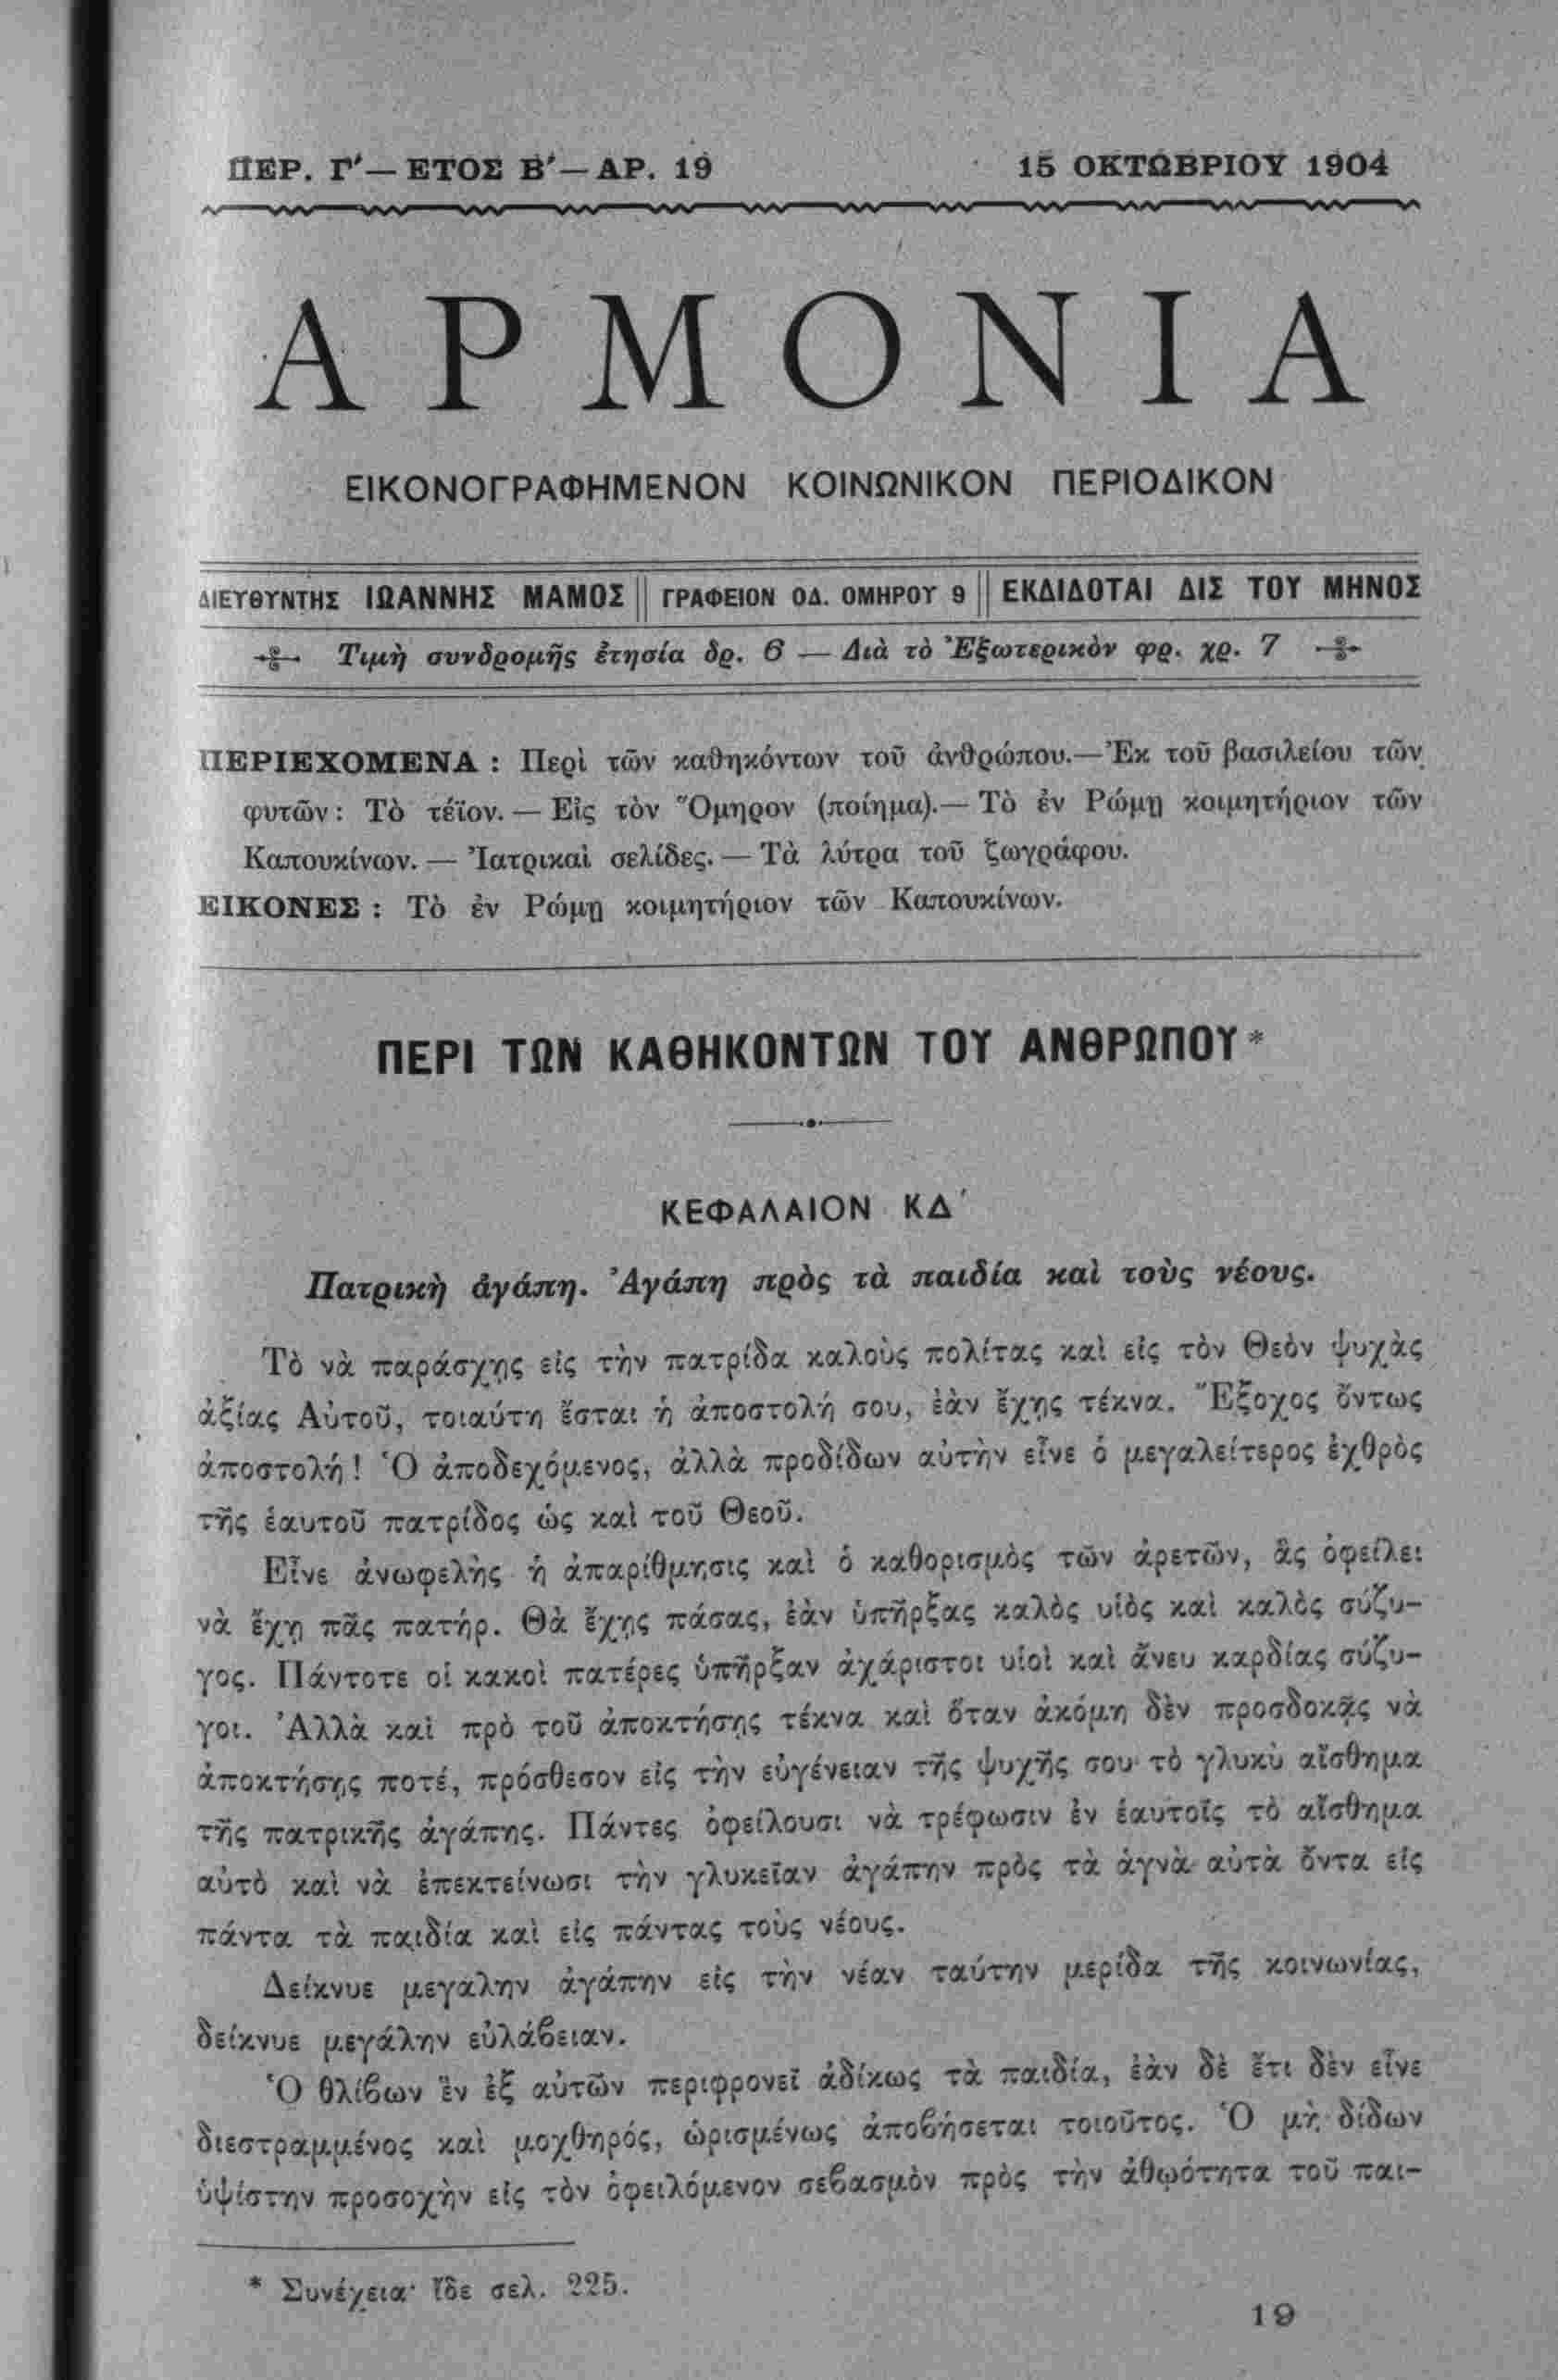 ΠΕΡ. Γ′— ΕΤΟΣ Β′— ΑΡ. 19
15 ΟΚΤΩΒΡΙΟΥ 1904
ΑΡΜΟΝΙΑ
ΕΙΚΟΝΟΓΡΑΦΗΜΕΝΟΝ ΚΟΙΝΩΝΙΚΟΝ ΠΕΡΙΟΔΙΚΟΝ
ΔΙΕΥΘΥΝΤΗΣ ΙΩΑΝΝΗΣ ΜΑΜΟΣ || ΓΡΑΦΕΙΟΝ ΟΔ. ΟΜΗΡΟΥ 9 || ΕΚΔΙΔΟΤΑΙ ΔΙΣ ΤΟΥ ΜΗΝΟΣ
Τιμὴ συνδρομῆς ἐτησία δρ. 6 — Διὰ τὸ Ἐξωτερικὸν φρ. χρ. 7
ΠΕΡΙΕΧΟΜΕΝΑ : Περὶ τῶν καθηκόντων τοῦ ἀνθρώπου.—Ἐκ τοῦ βασιλείου τῶν
φυτῶν: Τὸ τέϊον. — Εἰς τὸν Ὅμηρον (ποίημα).— Τὸ ἐν Ρώμῃ κοιμητήριον τῶν
Καπουκίνων. — Ἰατρικαὶ σελίδες. — Τὰ λύτρα τοῦ ζωγράφου.
ΕΙΚΟΝΕΣ : Τὸ ἐν Ρώμῃ κοιμητήριον τῶν Καπουκίνων.
ΠΕΡΙ ΤΩΝ ΚΑΘΗΚΟΝΤΩΝ ΤΟΥ ΑΝΘΡΩΠΟΥ*
ΚΕΦΑΛΑΙΟΝ ΚΔ′
Πατρικὴ ἀγάπη. Ἀγάπη πρὸς τὰ παιδία καὶ τοὺς νέους.
Τὸ νὰ παράσχῃς εἰς τὴν πατρίδα καλοὺς πολίτας καὶ εἰς τὸν Θεὸν ψυχὰς
ἀξίας Αὐτοῦ, τοιαύτη ἔσται ἡ ἀποστολή σου, ἐὰν ἔχῃς τέκνα. Ἔξοχος ὄντως
ἀποστολή! Ὁ ἀποδεχόμενος, ἀλλὰ προδίδων αὐτὴν εἶνε ὁ μεγαλείτερος ἐχθρὸς
τῆς ἑαυτοῦ πατρίδος ὡς καὶ τοῦ Θεοῦ.
Εἶνε ἀνωφελὴς ἡ ἀπαρίθμησις καὶ ὁ καθορισμὸς τῶν ἀρετῶν, ἃς ὀφείλει
νὰ ἔχῃ πᾶς πατήρ. Θὰ ἔχῃς πάσας, ἐὰν ὑπῆρξας καλὸς υἱὸς καὶ καλὸς σύζυ-
γος. Πάντοτε οἱ κακοὶ πατέρες ὑπῆρξαν ἀχάριστοι υἱοὶ καὶ ἄνευ καρδίας σύζυ-
γοι. Ἀλλὰ καὶ πρὸ τοῦ ἀποκτήσῃς τέκνα καὶ ὅταν ἀκόμη δὲν προσδοκᾷς νὰ
ἀποκτήσῃς ποτέ, πρόσθεσον εἰς τὴν εὐγένειαν τῆς ψυχῆς σου τὸ γλυκὺ αἴσθημα
τῆς πατρικῆς ἀγάπης. Πάντες ὀφείλουσι νὰ τρέφωσιν ἐν ἑαυτοῖς τὸ αἴσθημα
αὐτὸ καὶ νὰ ἐπεκτείνωσι τὴν γλυκεῖαν ἀγάπην πρὸς τὰ ἁγνὰ αὐτὰ ὄντα εἰς
πάντα τὰ παιδία καὶ εἰς πάντας τοὺς νέους.
Δείκνυε μεγαλην ἀγάπην εἰς τὴν νέαν ταύτην μερίδα τῆς κοινωνίας,
δείκνυε μεγάλην εὐλάβειαν.
Ὁ θλίβων ἓν ἐξ αὐτῶν περιφρονεῖ ἀδίκως τὰ παιδία, ἐὰν δὲ ἔτι δὲν εἶνε
διεστραμμένος καὶ μοχθηρός, ὡρισμένως ἀποβήσεται τοιοῦτος. Ὁ μὴ δίδων
ὑψίστην προσοχὴν εἰς τὸν ὀφειλόμενον σεβασμὸν πρὸς τὴν ἀθῳότητα τοῦ παι-
* Συνέχεια· ἴδε σελ. 225.
19